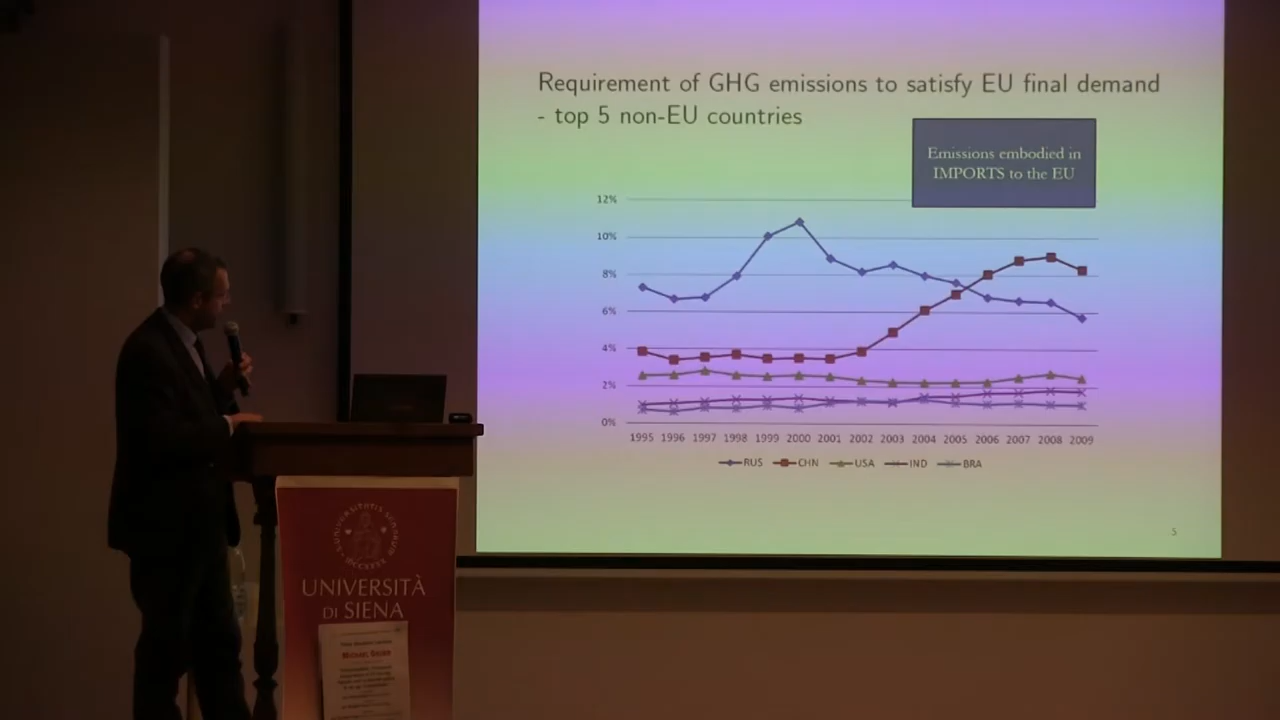 Requirement of GHG emissions to satisfy EU final demand
- top 5 non-EU countries
Emissions embodied in
IMPORTS to the EU
12%
10%
8%
6%
4%
2%
0%
1995 1996 1997 1998 1999 2000 2001 2002 2003 2004 2005 2006 2007 2008 2009
RUS CHN USA IND BRA
5
UNIVERSITÀ
DI SIENA
MICHAEL